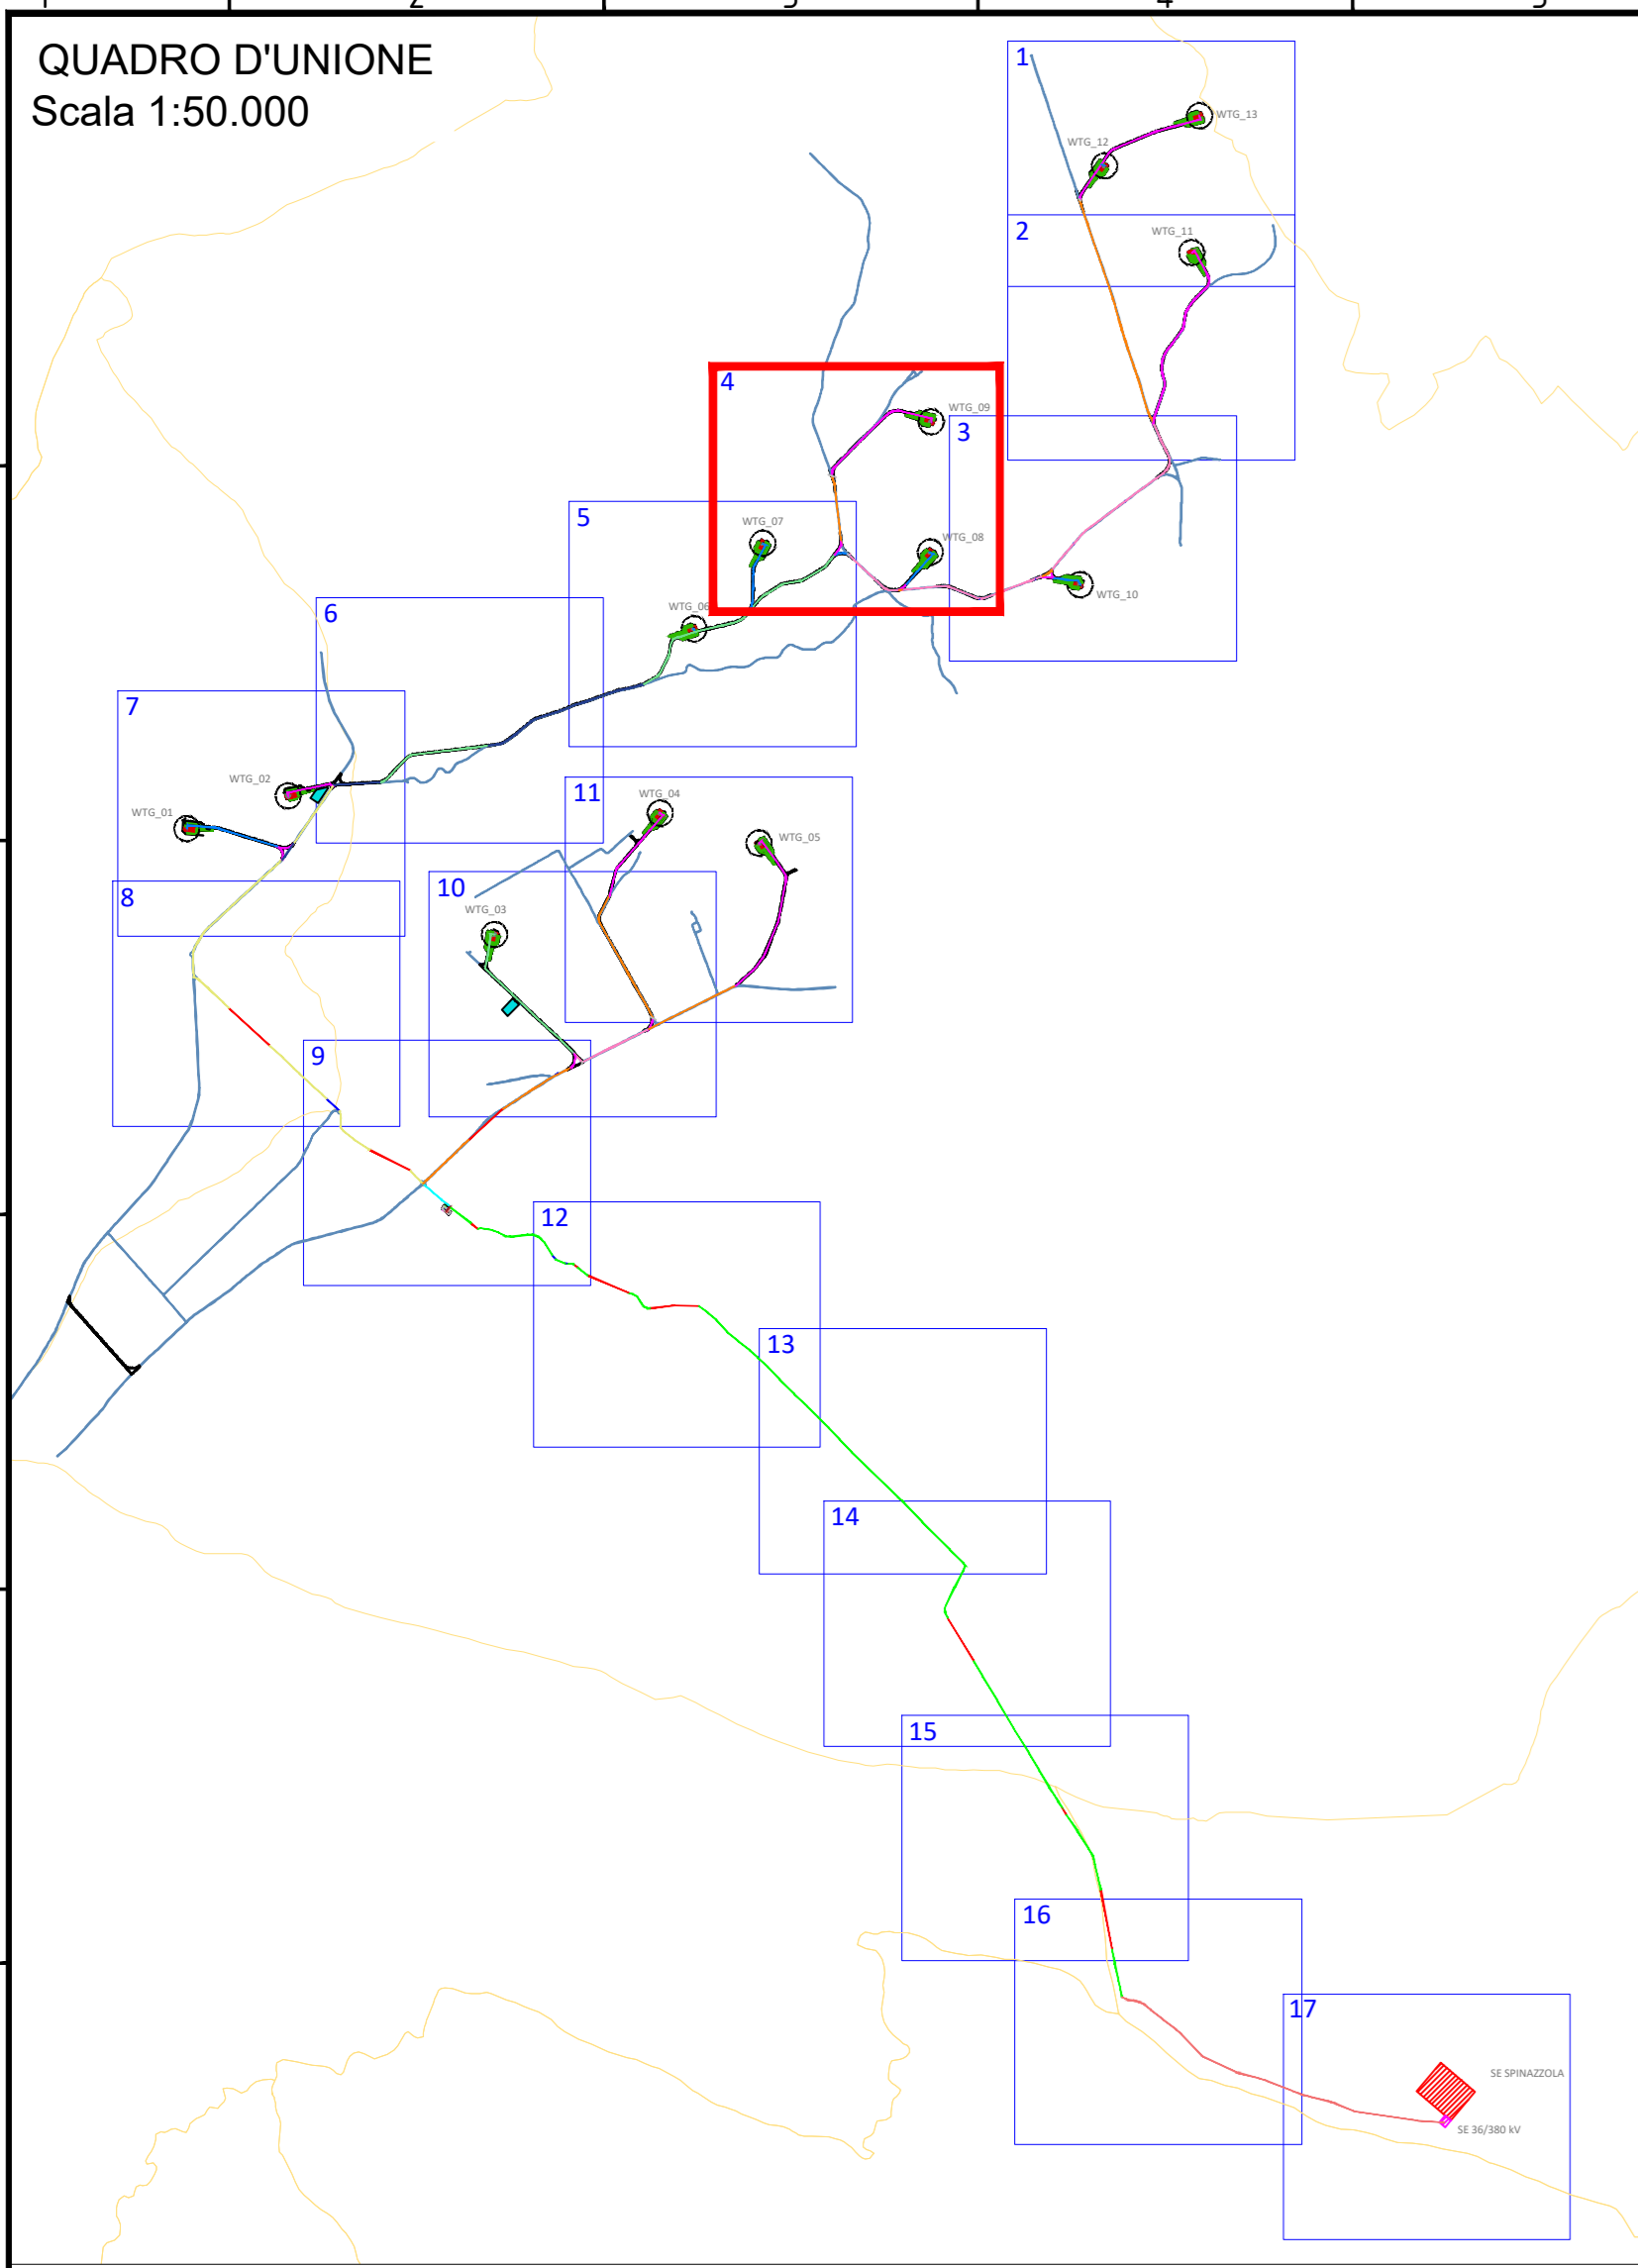 QUADRO D'UNIONE
Scala 1:50.000
1
WTG_13
WTG_12
2
WTG_11
4
WTG_09
3
5
WTG_07
WTG_08
WTG_10
6
WTG_06
7
WTG_02
WTG_01
11
WTG_04
WTG_05
8
10
WTG_03
9
12
13
14
15
16
17
SE SPINAZZOLA
SE 36/380 kV